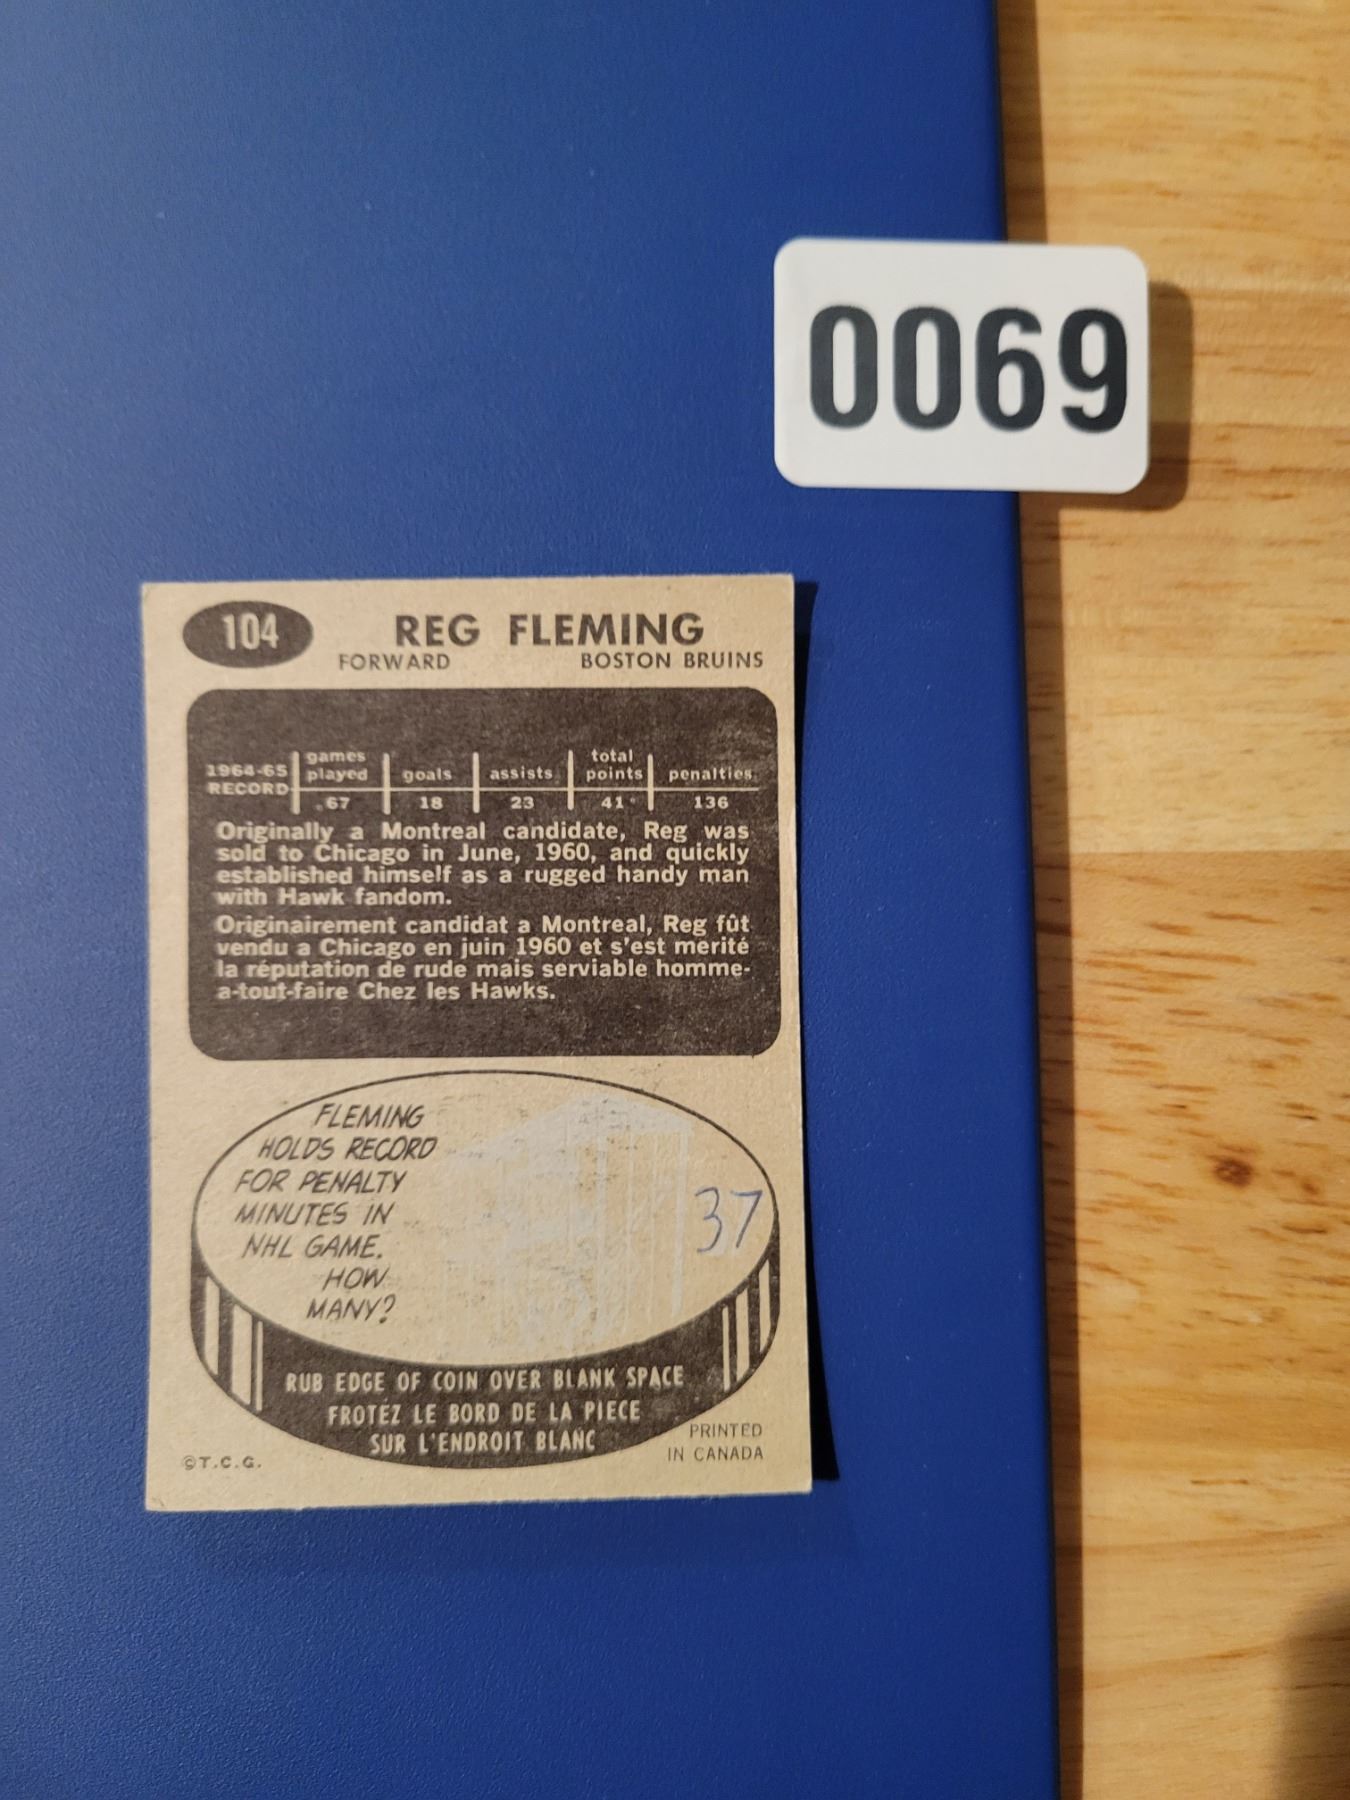 0069
104
REG FLEMING
FORWARD BOSTON BRUINS
1964-65 RECORD games played goals assists total points penalties
67 18 23 41 136
Originally a Montreal candidate, Reg was
sold to Chicago in June, 1960, and quickly
established himself as a rugged handy man
with Hawk fandom.
Originairement candidat a Montreal, Reg fût
vendu a Chicago en juin 1960 et s'est merité
la réputation de rude mais serviable homme-
a-tout-faire Chez les Hawks.
FLEMING
HOLDS RECORD
FOR PENALTY
MINUTES IN
NHL GAME.
HOW
MANY?
37
RUB EDGE OF COIN OVER BLANK SPACE
FROTEZ LE BORD DE LA PIECE
SUR L'ENDROIT BLANC
PRINTED
IN CANADA
©T.C.G.